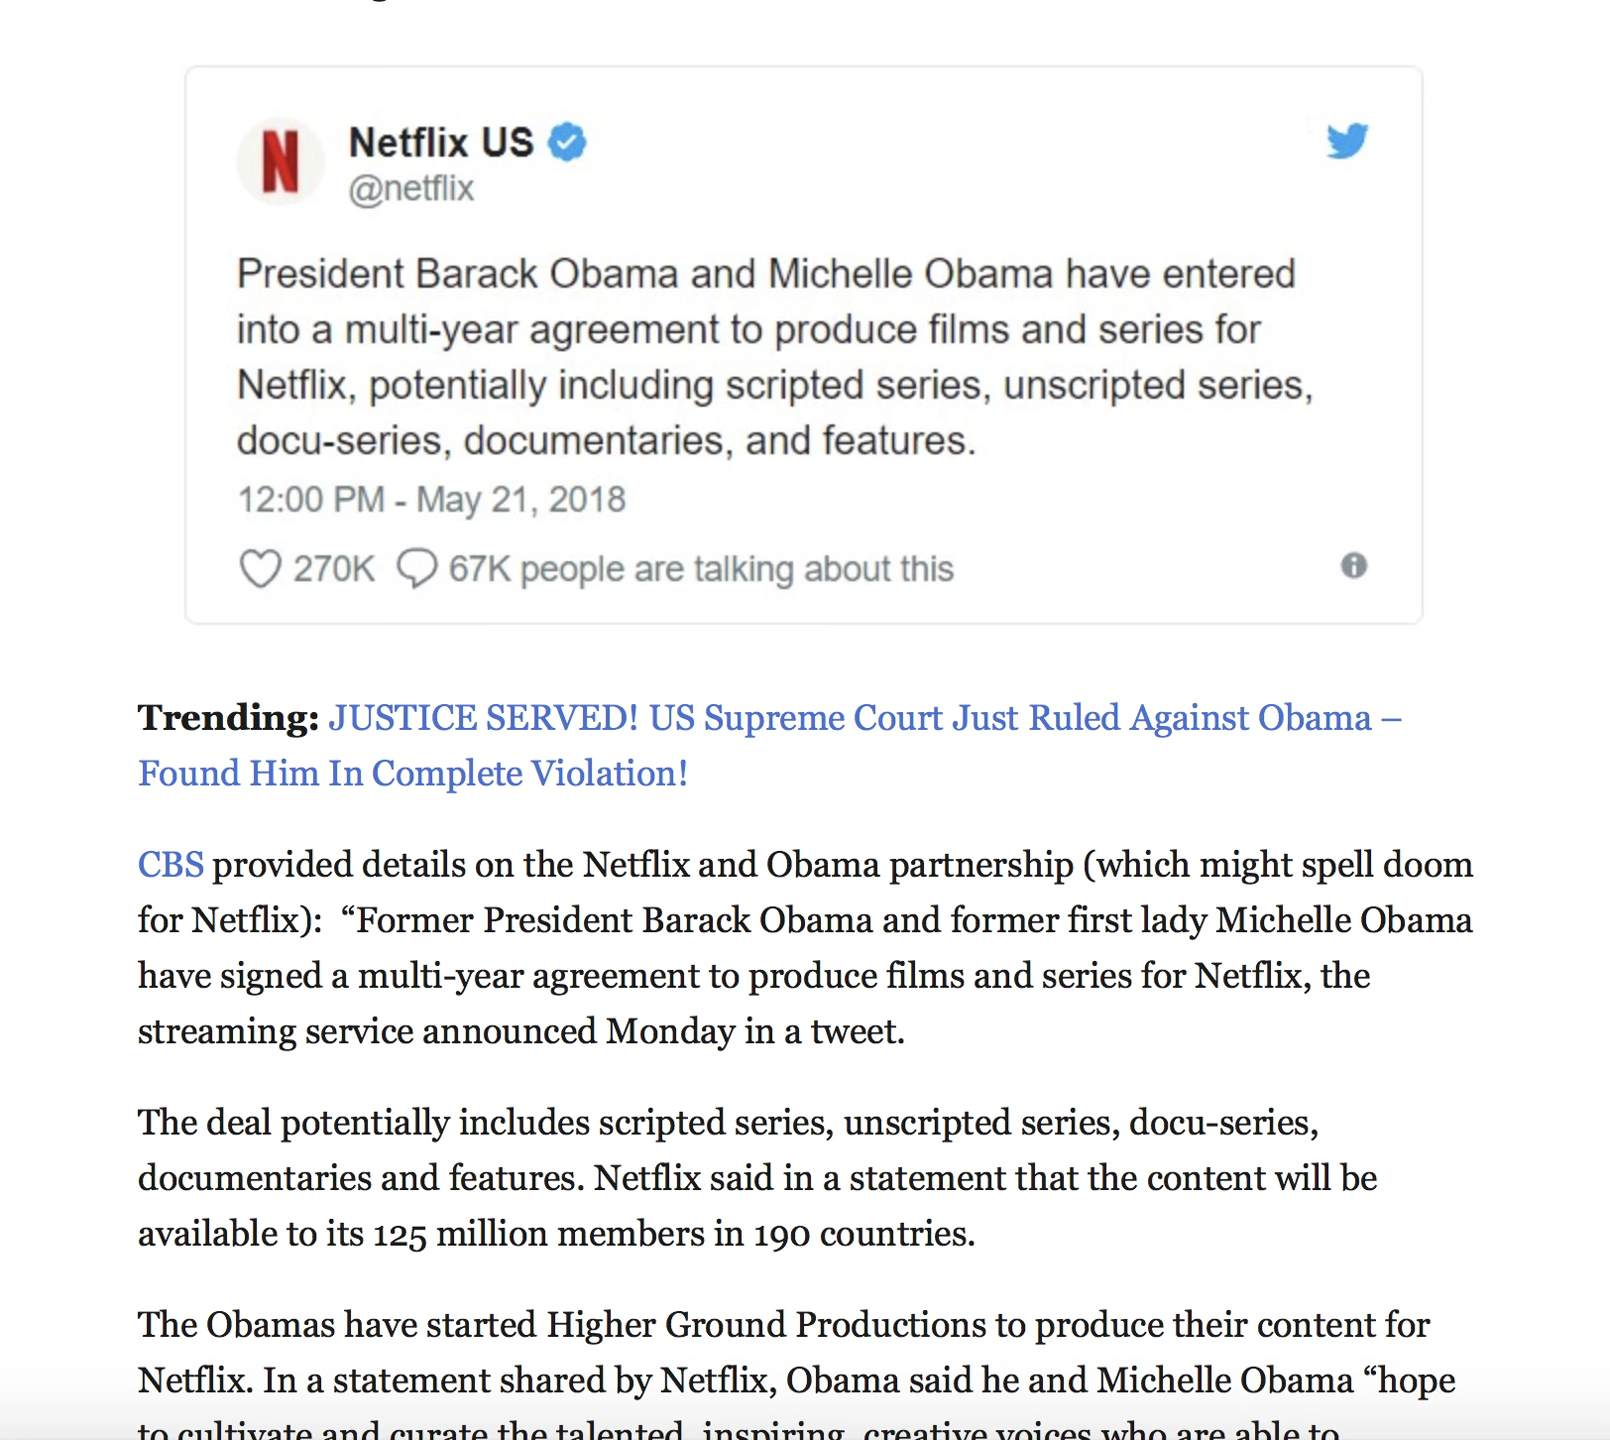 Netflix US
@netflix
President Barack Obama and Michelle Obama have entered
into a multi-year agreement to produce films and series for
Netflix, potentially including scripted series, unscripted series,
docu-series, documentaries, and features.
12:00 PM - May 21, 2018
270K 67K people are talking about this
Trending: JUSTICE SERVED! US Supreme Court Just Ruled Against Obama –
Found Him In Complete Violation!
CBS provided details on the Netflix and Obama partnership (which might spell doom
for Netflix):  “Former President Barack Obama and former first lady Michelle Obama
have signed a multi-year agreement to produce films and series for Netflix, the
streaming service announced Monday in a tweet.
The deal potentially includes scripted series, unscripted series, docu-series,
documentaries and features. Netflix said in a statement that the content will be
available to its 125 million members in 190 countries.
The Obamas have started Higher Ground Productions to produce their content for
Netflix. In a statement shared by Netflix, Obama said he and Michelle Obama “hope
to cultivate and curate the talented, inspiring, creative voices who are able to